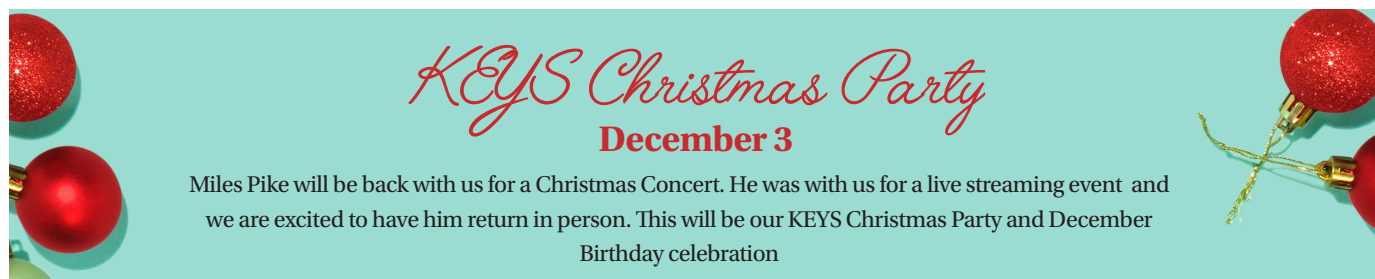 KEYS Christmas Party
December 3
Miles Pike will be back with us for a Christmas Concert. He was with us for a live streaming event and
we are excited to have him return in person. This will be our KEYS Christmas Party and December
Birthday celebration